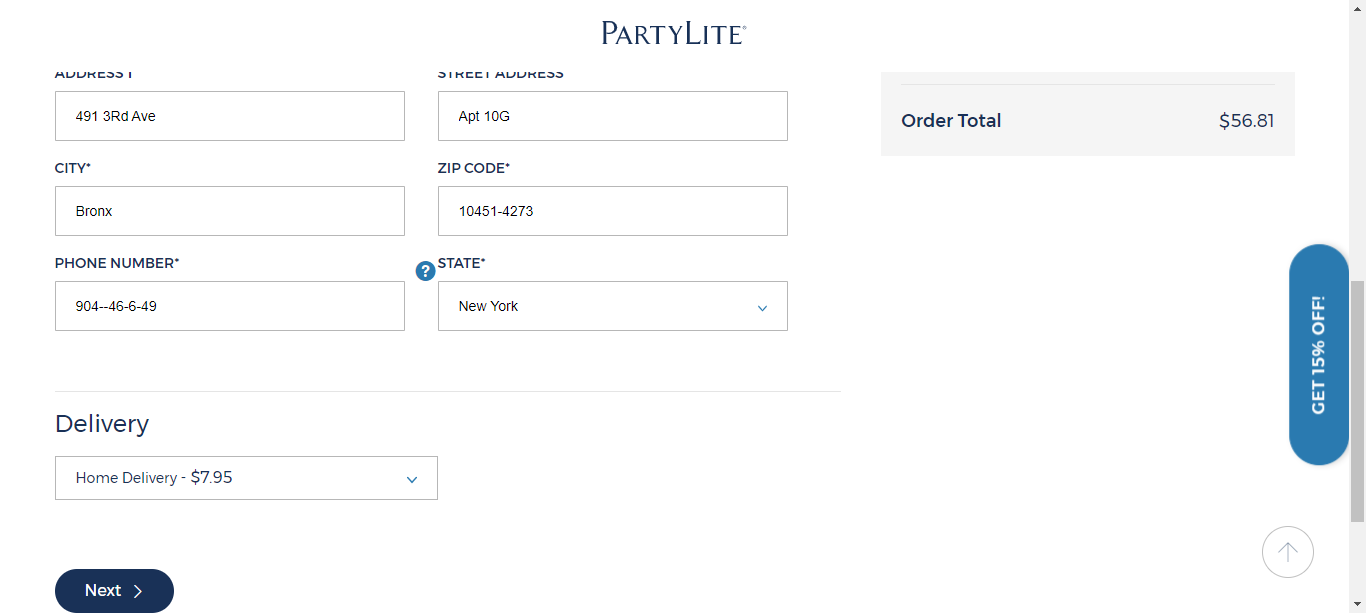 PARTYLITE®
ADDRESS 1
STREET ADDRESS
491 3Rd Ave
Apt 10G
Order Total
$56.81
CITY*
ZIP CODE*
Bronx
10451-4273
PHONE NUMBER*
?
STATE*
904--46-6-49
New York
GET 15% OFF!
Delivery
Home Delivery - $7.95
Next